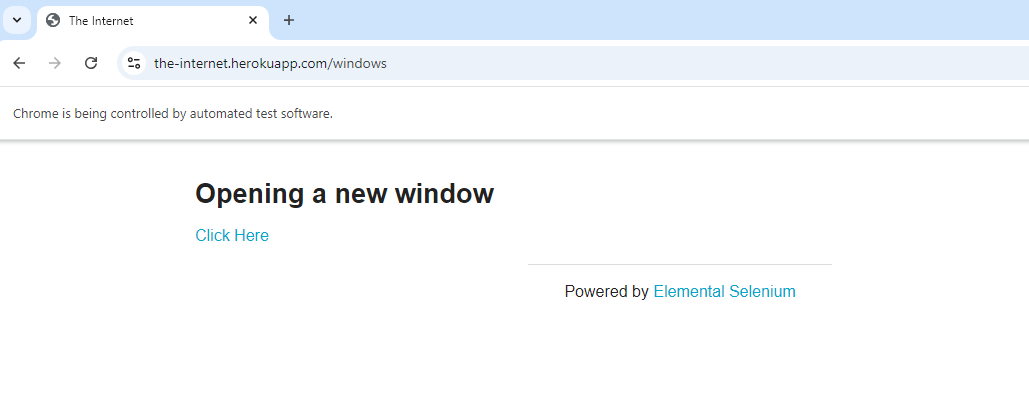 The Internet
the-internet.herokuapp.com/windows
Chrome is being controlled by automated test software.
Opening a new window
Click Here
Powered by Elemental Selenium